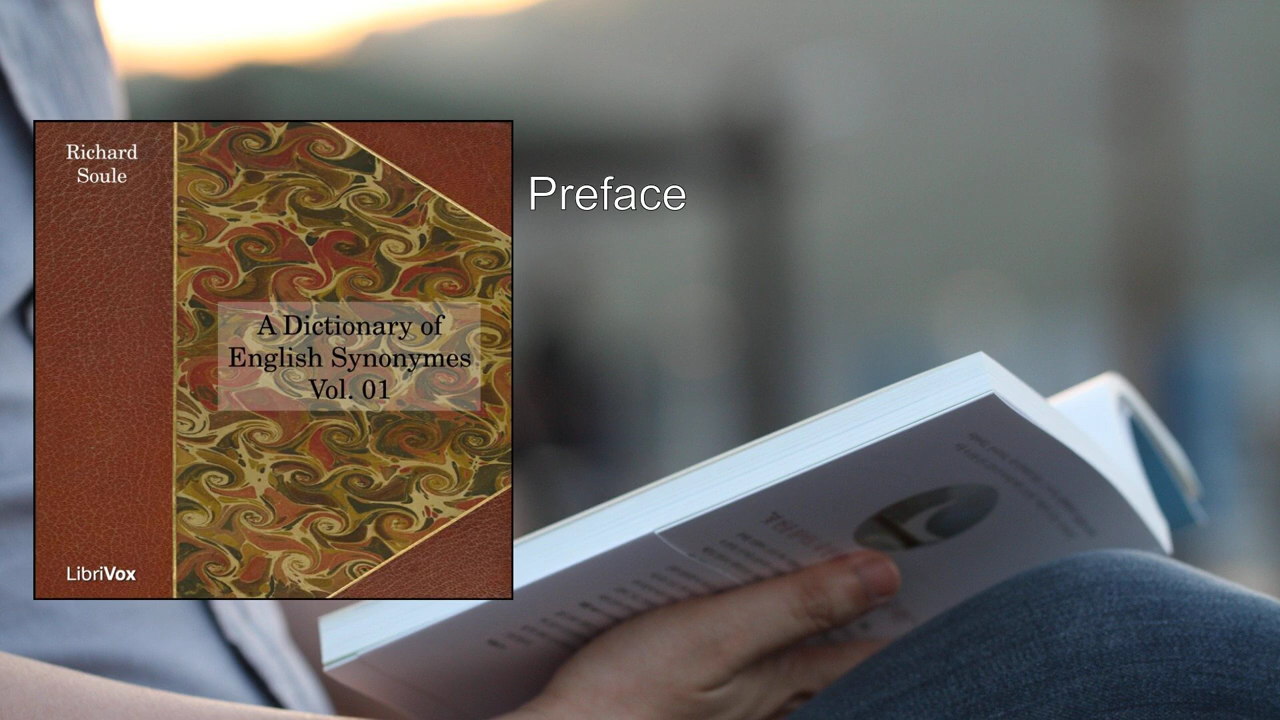 Richard
Soule
Preface
A Dictionary of
English Synonymes
Vol. 01
LibriVox